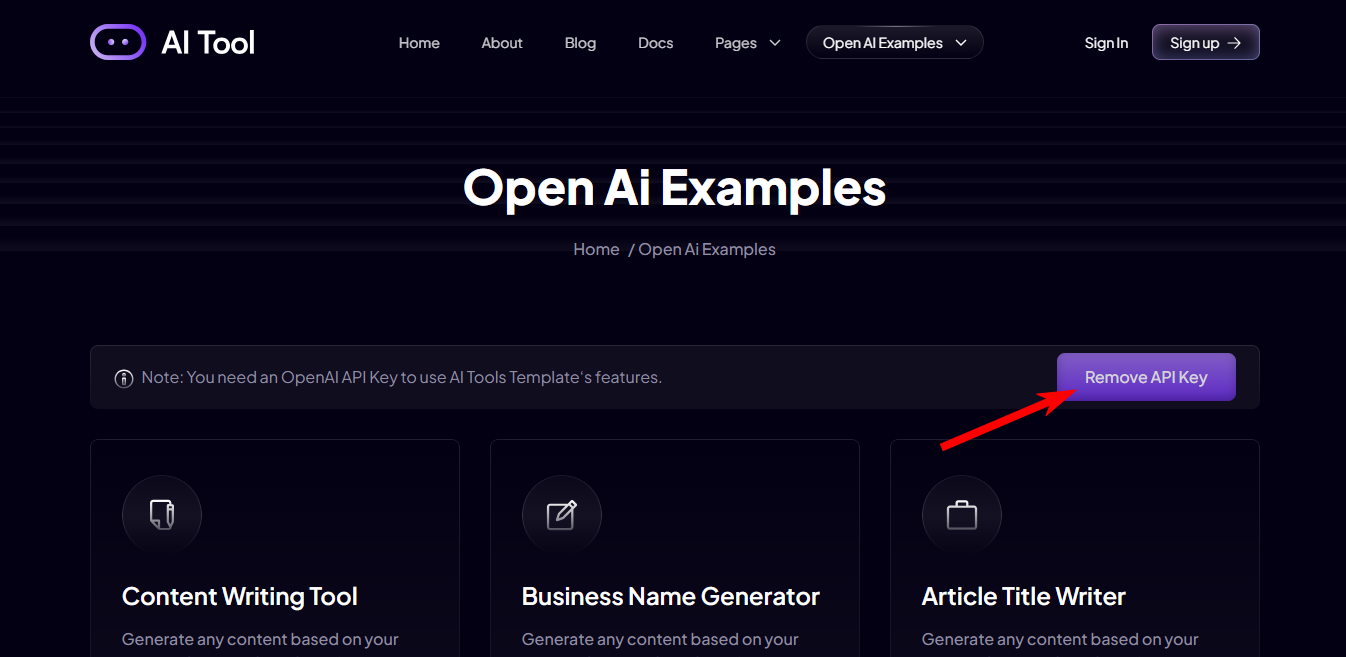 AI Tool Home About Blog Docs Pages Open AI Examples Sign In Sign up
Open Ai Examples
Home / Open Ai Examples
Note: You need an OpenAI API Key to use AI Tools Template‘s features. Remove API Key
Content Writing Tool Business Name Generator Article Title Writer
Generate any content based on your Generate any content based on your Generate any content based on your